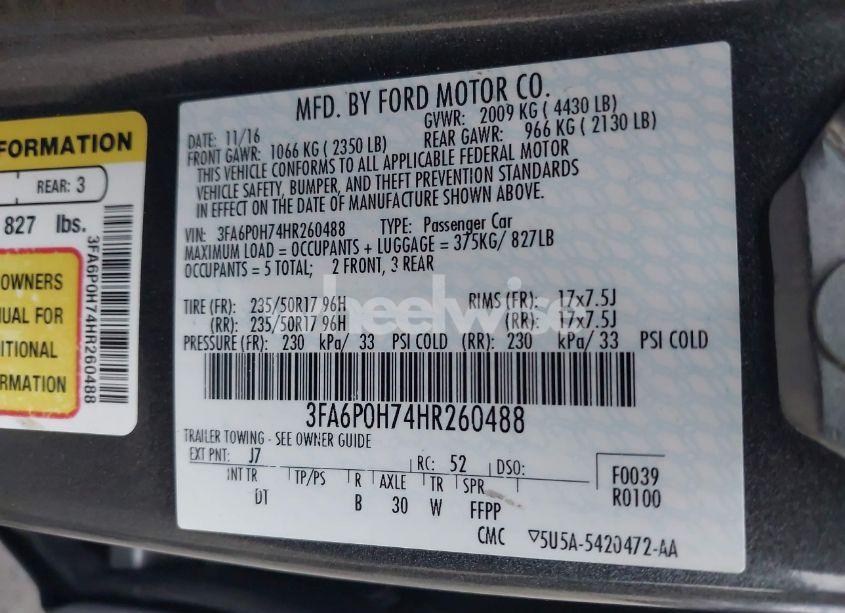 FORMATION
REAR: 3
827 lbs.
OWNERS
UAL FOR
ITIONAL
RMATION
3FA6P0H74HR260488
MFD. BY FORD MOTOR CO.
DATE: 11/16 GVWR: 2009 KG ( 4430 LB)
FRONT GAWR: 1066 KG ( 2350 LB) REAR GAWR: 966 KG ( 2130 LB)
THIS VEHICLE CONFORMS TO ALL APPLICABLE FEDERAL MOTOR
VEHICLE SAFETY, BUMPER, AND THEFT PREVENTION STANDARDS
IN EFFECT ON THE DATE OF MANUFACTURE SHOWN ABOVE.
VIN: 3FA6P0H74HR260488 TYPE: Passenger Car
MAXIMUM LOAD = OCCUPANTS + LUGGAGE = 375KG/ 827LB
OCCUPANTS = 5 TOTAL; 2 FRONT, 3 REAR
TIRE (FR): 235/50R17 96H RIMS (FR): 17x7.5J
(RR): 235/50R17 96H (RR): 17x7.5J
PRESSURE (FR): 230 kPa/ 33 PSI COLD (RR): 230 kPa/ 33 PSI COLD
3FA6P0H74HR260488
TRAILER TOWING - SEE OWNER GUIDE
EXT PNT: J7 RC: 52 DSO: F0039
INT TR TP/PS R AXLE TR SPR R0100
DT B 30 W FFPP
CMC ▽5U5A-5420472-AA
heelwise